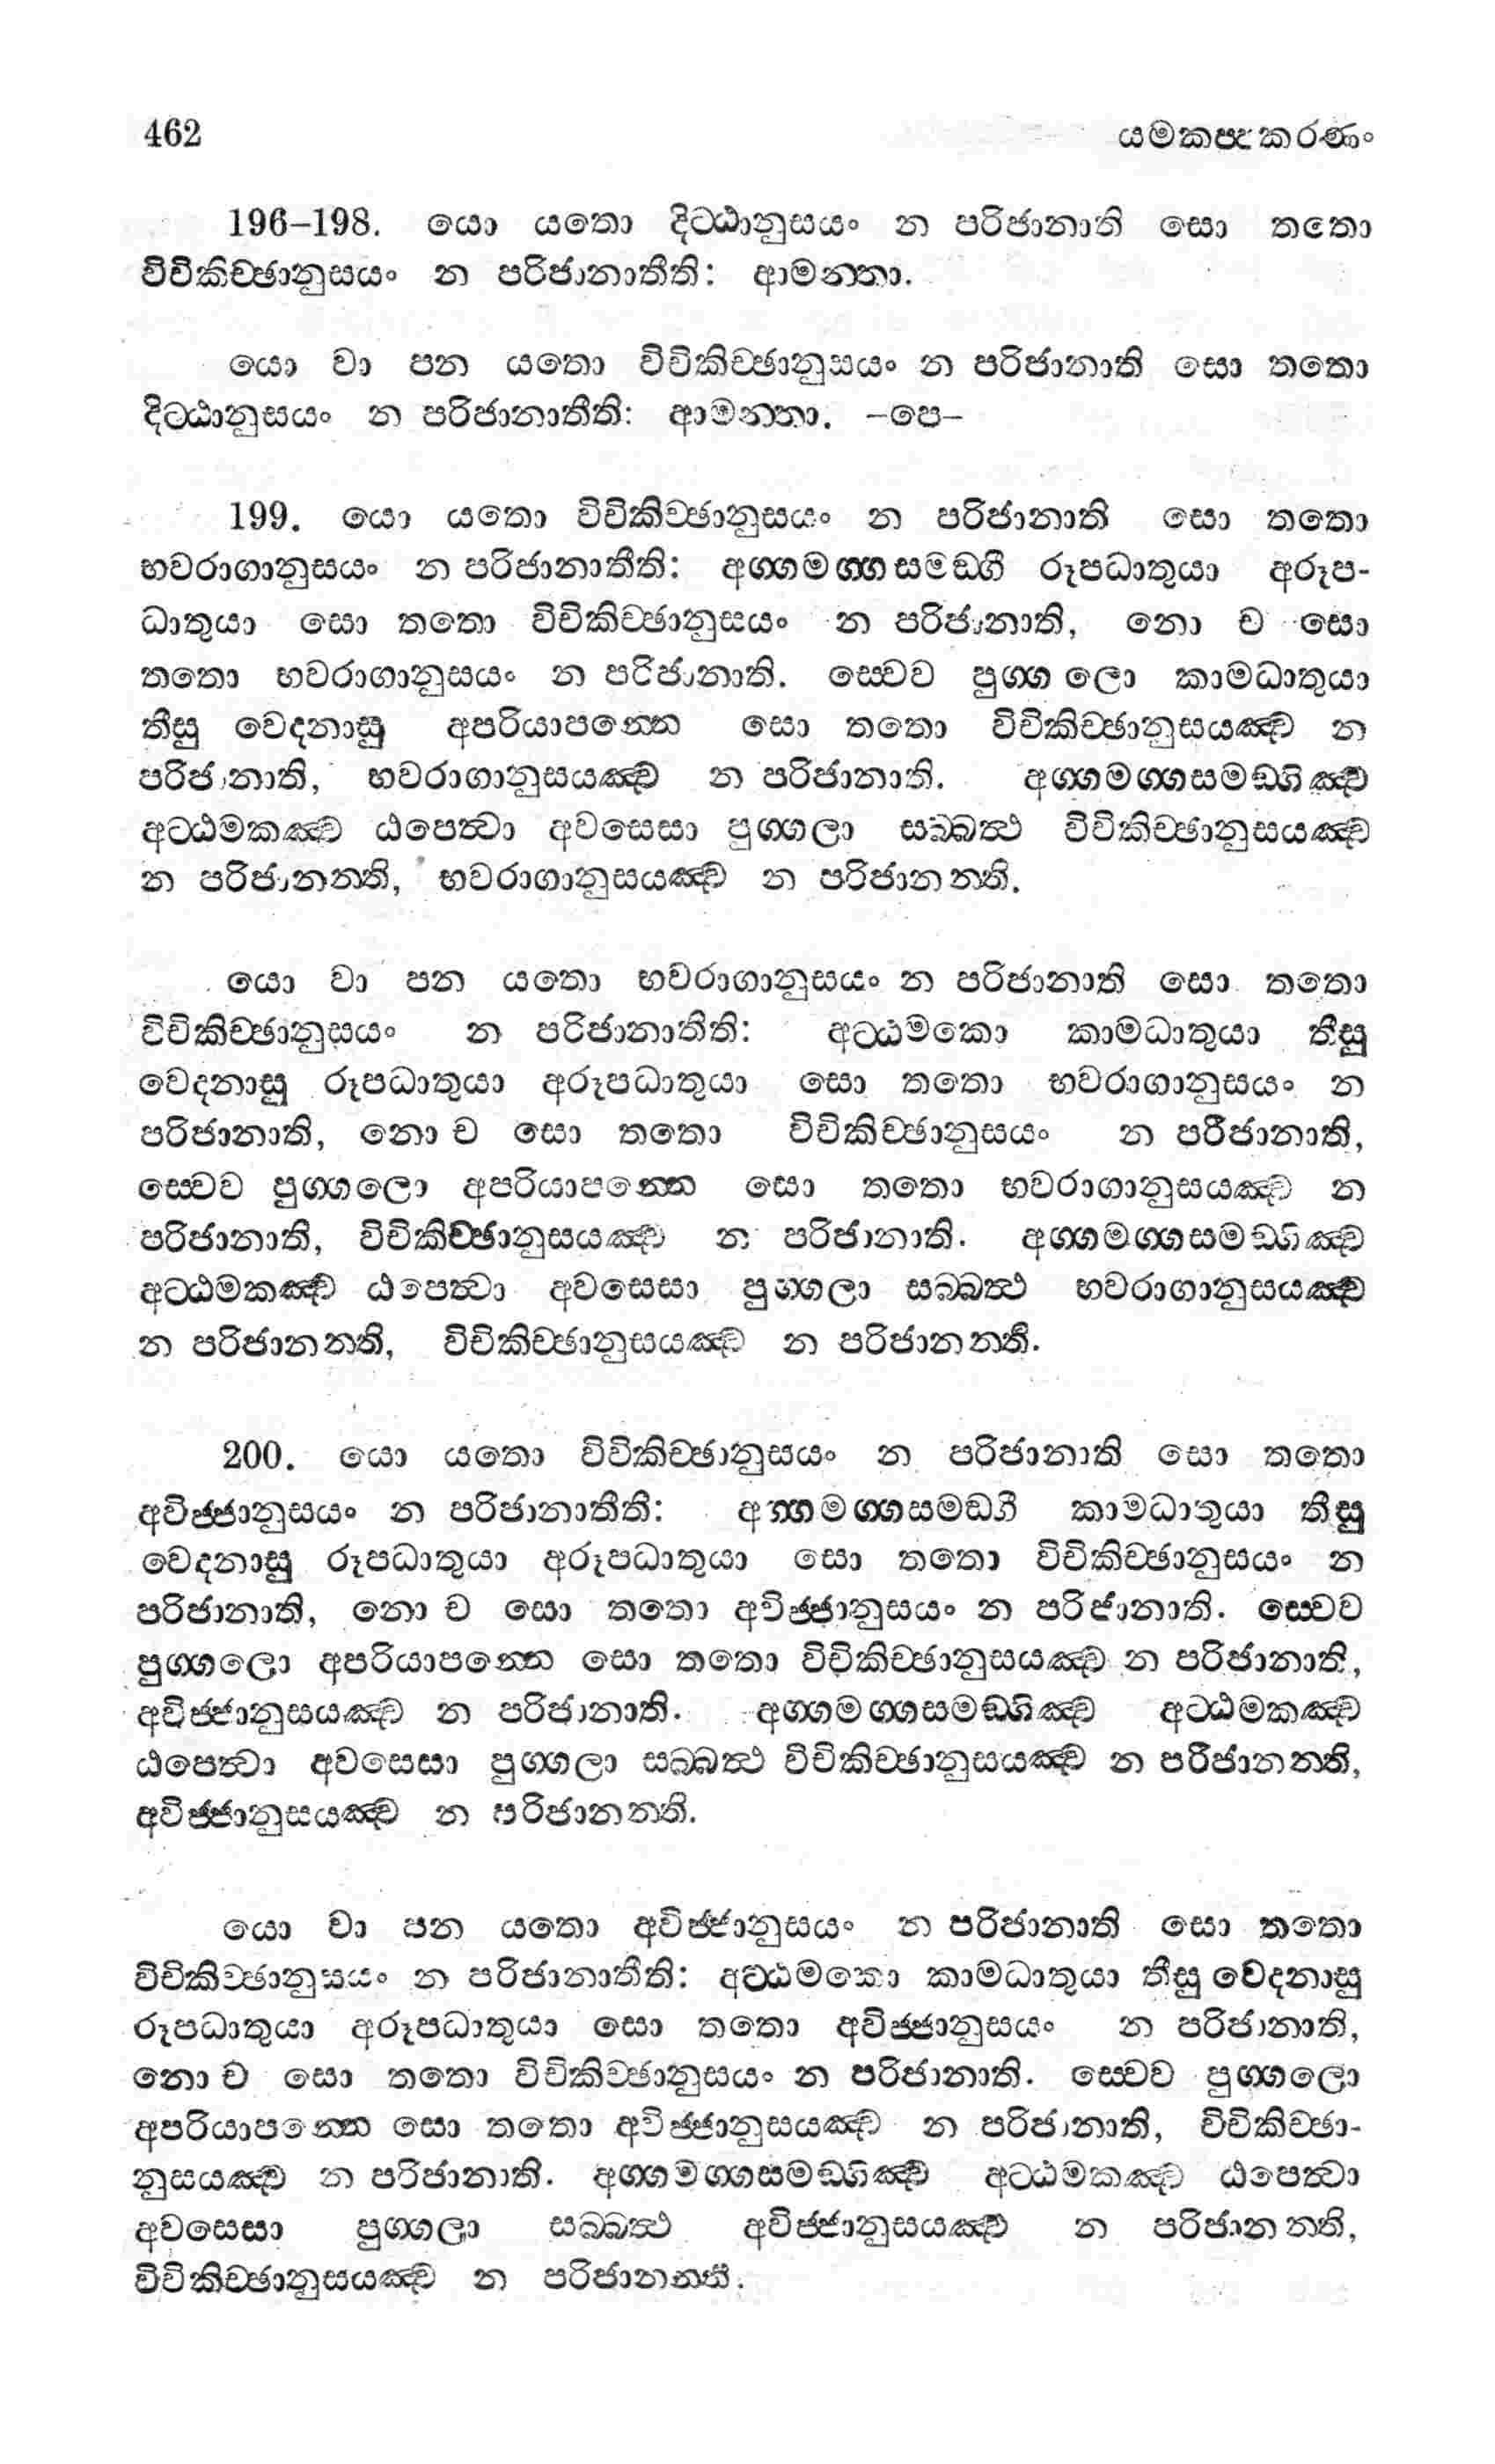 462 යමකප්පකරණං
196–198. යො යතො දිට්ඨානුසයං න පරිජානාති සො තතො
විචිකිච්ඡානුසයං න පරිජානාතීති: ආමන්තා.
යො වා පන යතො විචිකිච්ඡානුසයං න පරිජානාති සො තතො
දිට්ඨානුසයං න පරිජානාතීති: ආමන්තා. –පෙ–
199. යො යතො විචිකිච්ඡානුසයං න පරිජානාති සො තතො
භවරාගානුසයං න පරිජානාතීති: අග්ගමග්ගසමඞ්ගී රූපධාතුයා අරූප-
ධාතුයා සො තතො විචිකිච්ඡානුසයං න පරිජානාති, නො ච සො
තතො භවරාගානුසයං න පරිජානාති. ස්වෙව පුග්ගලො කාමධාතුයා
තීසු වෙදනාසු අපරියාපන්නෙ සො තතො විචිකිච්ඡානුසයඤ්ච න
පරිජානාති, භවරාගානුසයඤ්ච න පරිජානාති. අග්ගමග්ගසමඞ්ගිඤ්ච
අට්ඨමකඤ්ච ඨපෙත්වා අවසෙසා පුග්ගලා සබ්බත්ථ විචිකිච්ඡානුසයඤ්ච
න පරිජානන්ති, භවරාගානුසයඤ්ච න පරිජානන්ති.
යො වා පන යතො භවරාගානුසයං න පරිජානාති සො තතො
විචිකිච්ඡානුසයං න පරිජානාතීති: අට්ඨමකො කාමධාතුයා තීසු
වෙදනාසු රූපධාතුයා අරූපධාතුයා සො තතො භවරාගානුසයං න
පරිජානාති, නො ච සො තතො විචිකිච්ඡානුසයං න පරිජානාති,
ස්වෙව පුග්ගලො අපරියාපන්නෙ සො තතො භවරාගානුසයඤ්ච න
පරිජානාති, විචිකිච්ඡානුසයඤ්ච න පරිජානාති. අග්ගමග්ගසමඞ්ගිඤ්ච
අට්ඨමකඤ්ච ඨපෙත්වා අවසෙසා පුග්ගලා සබ්බත්ථ භවරාගානුසයඤ්ච
න පරිජානන්ති, විචිකිච්ඡානුසයඤ්ච න පරිජානන්ති.
200. යො යතො විචිකිච්ඡානුසයං න පරිජානාති සො තතො
අවිජ්ජානුසයං න පරිජානාතීති: අග්ගමග්ගසමඞ්ගී කාමධාතුයා තීසු
වෙදනාසු රූපධාතුයා අරූපධාතුයා සො තතො විචිකිච්ඡානුසයං න
පරිජානාති, නො ච සො තතො අවිජ්ජානුසයං න පරිජානාති. ස්වෙව
පුග්ගලො අපරියාපන්නෙ සො තතො විචිකිච්ඡානුසයඤ්ච න පරිජානාති,
අවිජ්ජානුසයඤ්ච න පරිජානාති. අග්ගමග්ගසමඞ්ගිඤ්ච අට්ඨමකඤ්ච
ඨපෙත්වා අවසෙසා පුග්ගලා සබ්බත්ථ විචිකිච්ඡානුසයඤ්ච න පරිජානන්ති,
අවිජ්ජානුසයඤ්ච න පරිජානන්ති.
යො වා පන යතො අවිජ්ජානුසයං න පරිජානාති සො තතො
විචිකිච්ඡානුසයං න පරිජානාතීති: අට්ඨමකො කාමධාතුයා තීසු වෙදනාසු
රූපධාතුයා අරූපධාතුයා සො තතො අවිජ්ජානුසයං න පරිජානාති,
නො ච සො තතො විචිකිච්ඡානුසයං න පරිජානාති. ස්වෙව පුග්ගලො
අපරියාපන්නෙ සො තතො අවිජ්ජානුසයඤ්ච න පරිජානාති, විචිකිච්ඡා-
නුසයඤ්ච න පරිජානාති. අග්ගමග්ගසමඞ්ගිඤ්ච අට්ඨමකඤ්ච ඨපෙත්වා
අවසෙසා පුග්ගලා සබ්බත්ථ අවිජ්ජානුසයඤ්ච න පරිජානන්ති,
විචිකිච්ඡානුසයඤ්ච න පරිජානන්ති.